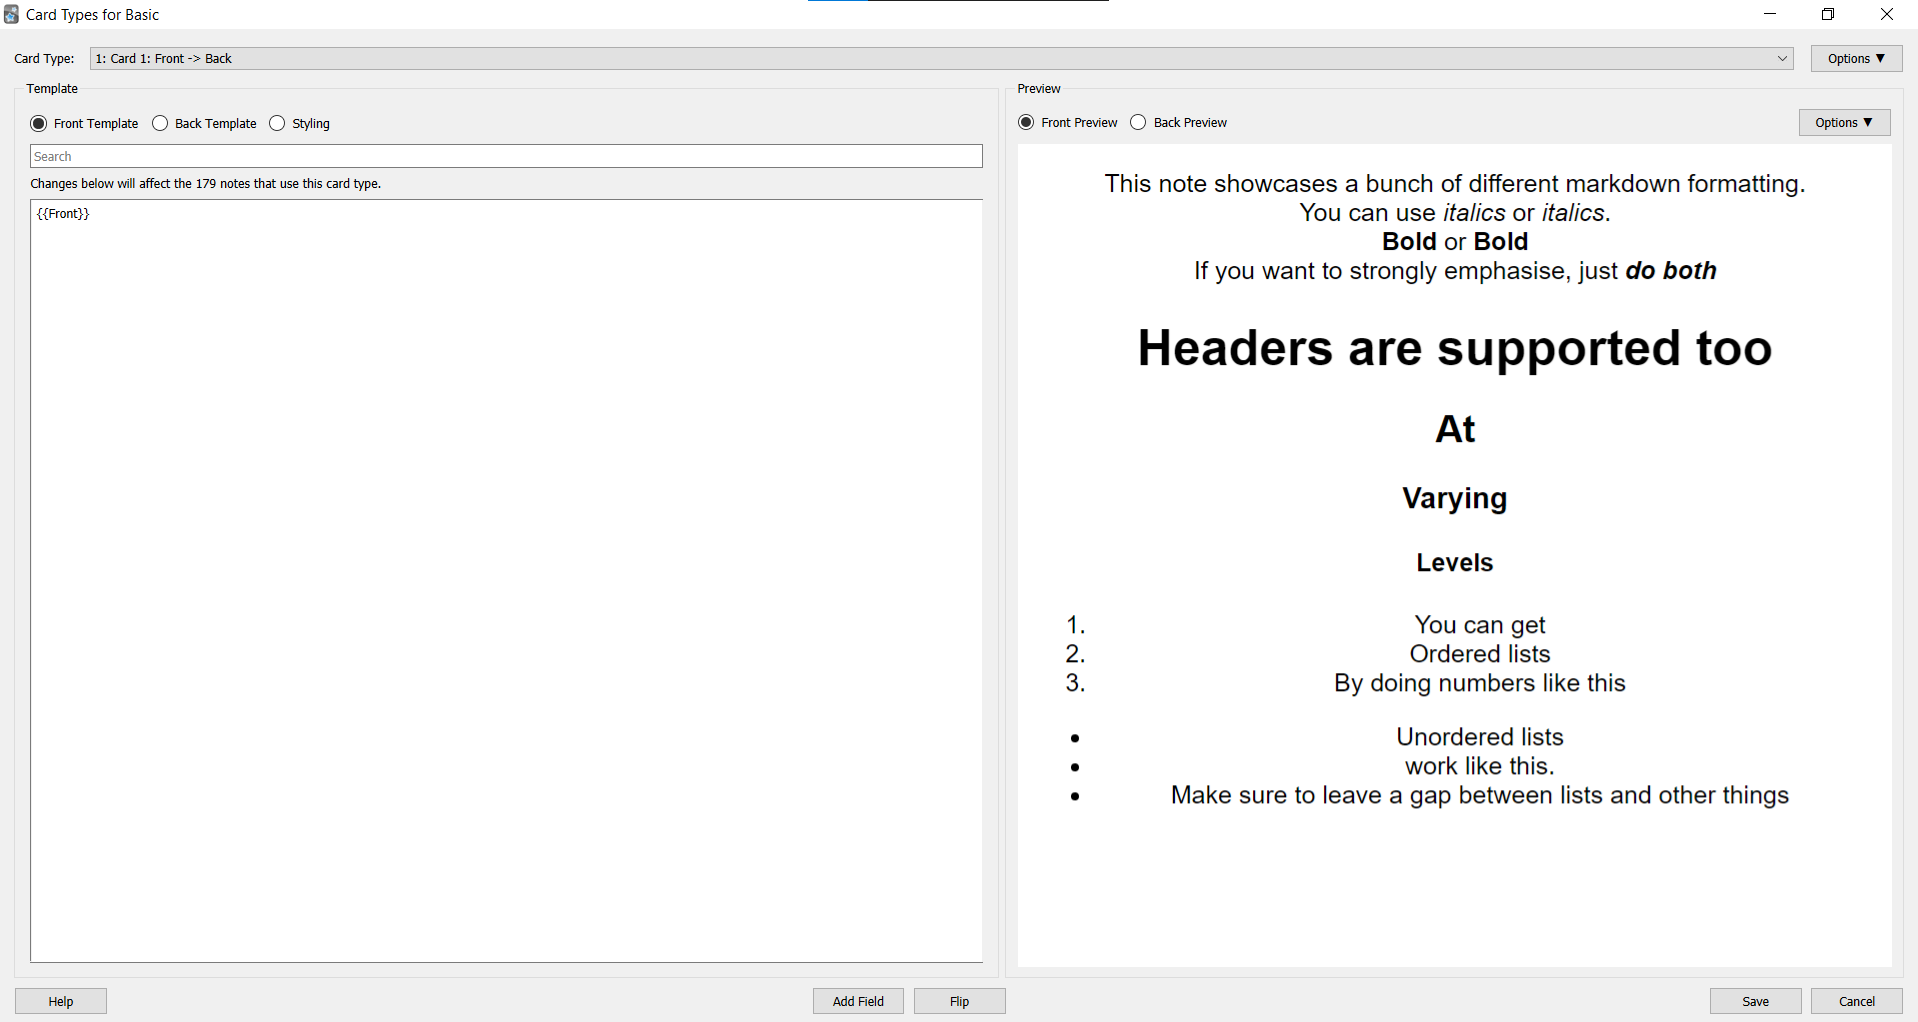 Card Types for Basic
Card Type: 1: Card 1: Front -> Back Options ▼
Template
Front Template Back Template Styling
Search
Changes below will affect the 179 notes that use this card type.
{{Front}}
Preview
Front Preview Back Preview Options ▼
This note showcases a bunch of different markdown formatting.
You can use italics or italics.
Bold or Bold
If you want to strongly emphasise, just do both
Headers are supported too
At
Varying
Levels
1. You can get
2. Ordered lists
3. By doing numbers like this
• Unordered lists
• work like this.
• Make sure to leave a gap between lists and other things
Help Add Field Flip Save Cancel